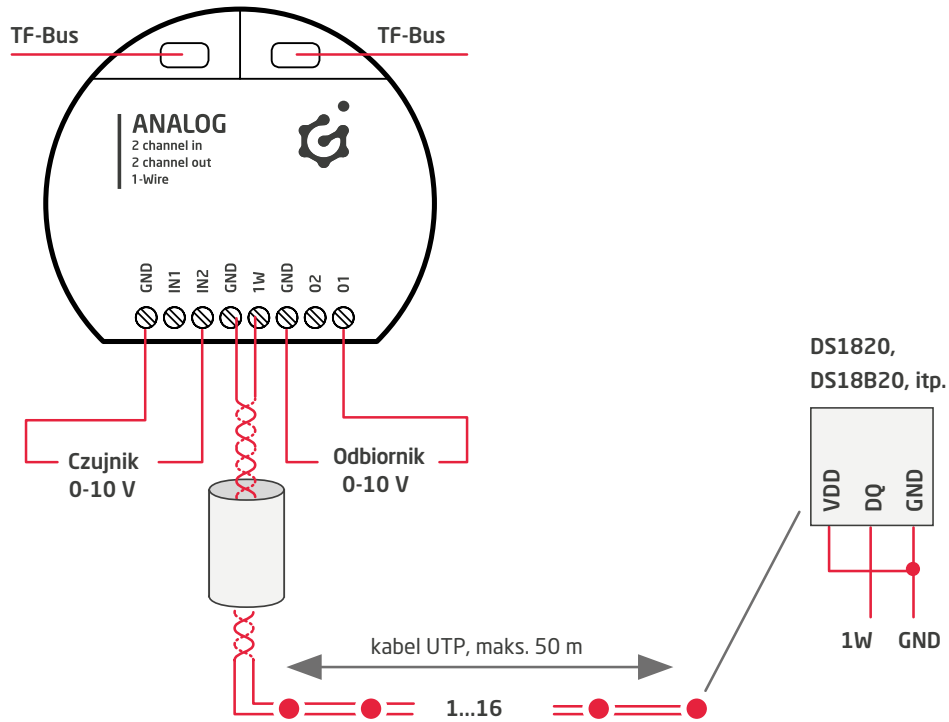 TF-Bus
TF-Bus
ANALOG
2 channel in
2 channel out
1-Wire
GND IN1 IN2 GND 1W GND O2 O1
Czujnik
0-10 V
Odbiornik
0-10 V
DS1820,
DS18B20, itp.
VDD DQ GND
1W GND
kabel UTP, maks. 50 m
1...16